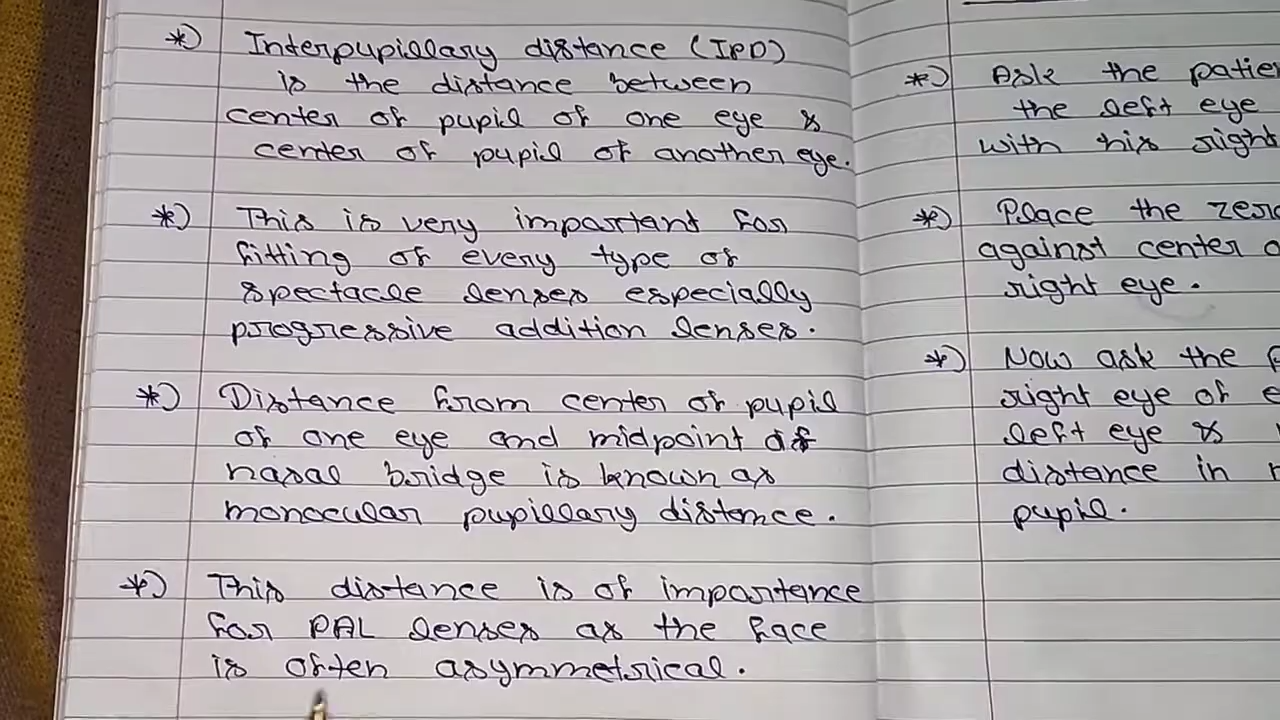 *) Interpupillary distance (IPD)
is the distance between
center of pupil of one eye &
center of pupil of another eye.
*) This is very important for
fitting of every type of
spectacle lenses especially
progressive addition lenses.
*) Distance from center of pupil
of one eye and midpoint of
nasal bridge is known as
monocular pupillary distance.
*) This distance is of importance
for PAL lenses as the face
is often asymmetrical.
*) Ask the
the left eye
with his right
*) Place the
against center
right eye.
*) Now ask the
right eye of
left eye &
distance in
pupil.